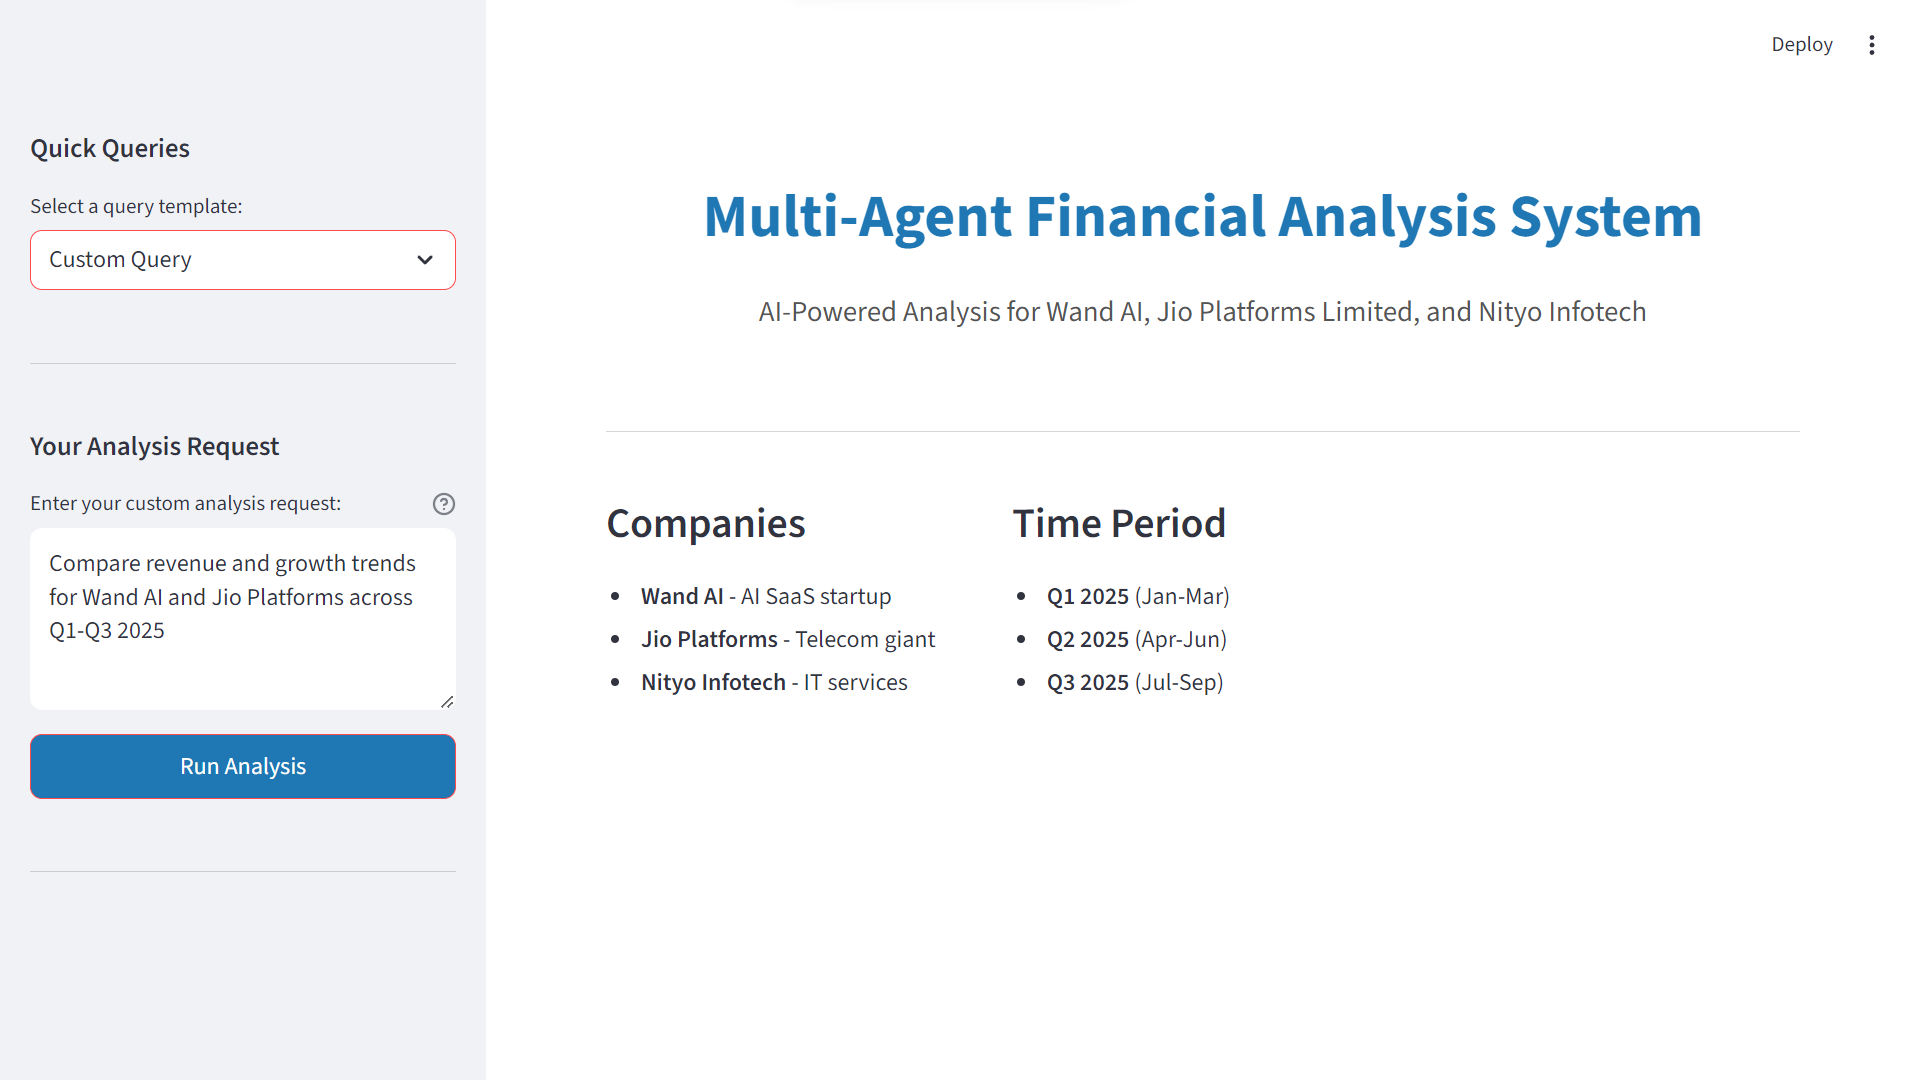 Deploy
Quick Queries
Select a query template:
Custom Query
Your Analysis Request
Enter your custom analysis request:
Compare revenue and growth trends
for Wand AI and Jio Platforms across
Q1-Q3 2025
Run Analysis
Multi-Agent Financial Analysis System
AI-Powered Analysis for Wand AI, Jio Platforms Limited, and Nityo Infotech
Companies
• Wand AI - AI SaaS startup
• Jio Platforms - Telecom giant
• Nityo Infotech - IT services
Time Period
• Q1 2025 (Jan-Mar)
• Q2 2025 (Apr-Jun)
• Q3 2025 (Jul-Sep)